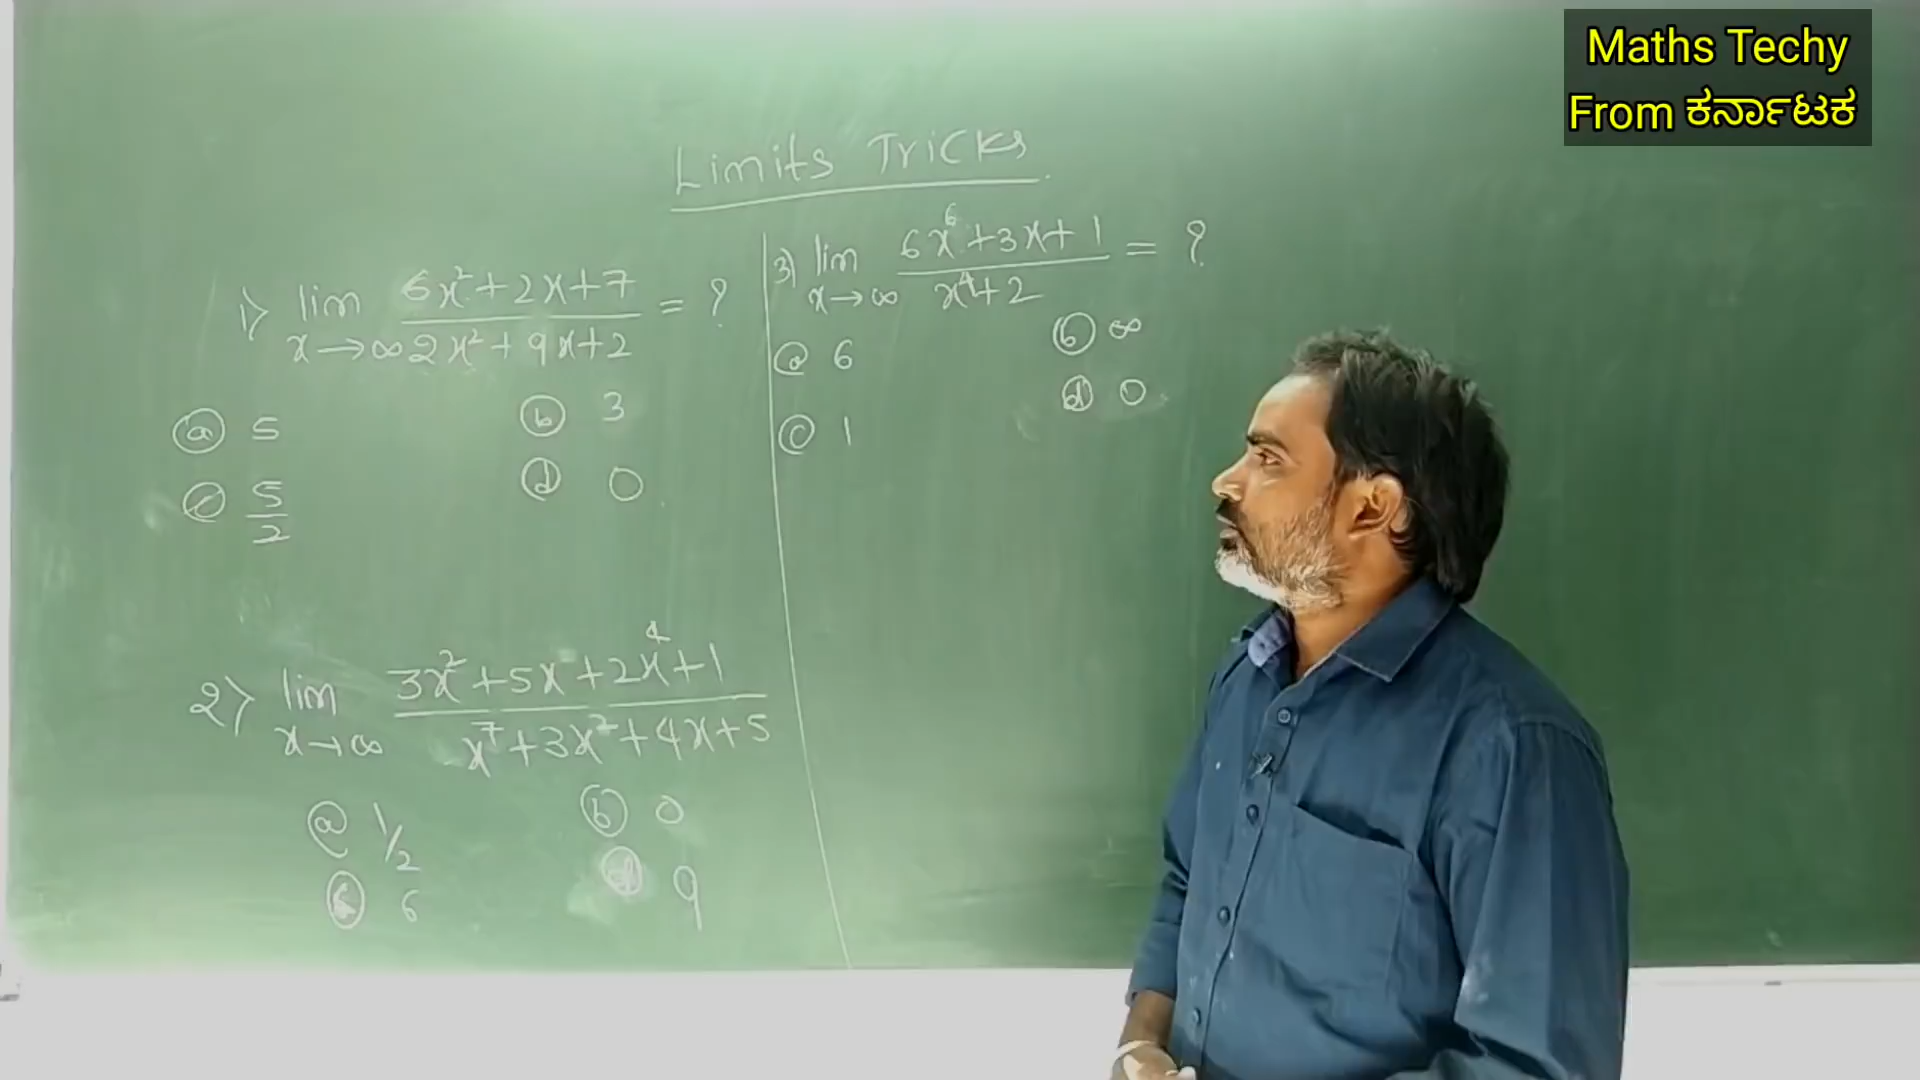 Maths Techy
From ಕರ್ನಾಟಕ
Limits Tricks
1) lim x→∞ (6x² + 2x + 7)/(2x² + 9x + 2) = ?
ⓐ 5 ⓑ 3
ⓒ 5/2 ⓓ 0
2) lim x→∞ (3x² + 5x + 2x⁴ + 1)/(x⁷ + 3x² + 4x + 5)
ⓐ 1/2 ⓑ 0
ⓒ 6 ⓓ 9
3) lim x→∞ (6x⁶ + 3x + 1)/(x⁴ + 2) = ?
ⓐ 6 ⓑ ∞
ⓒ 1 ⓓ 0